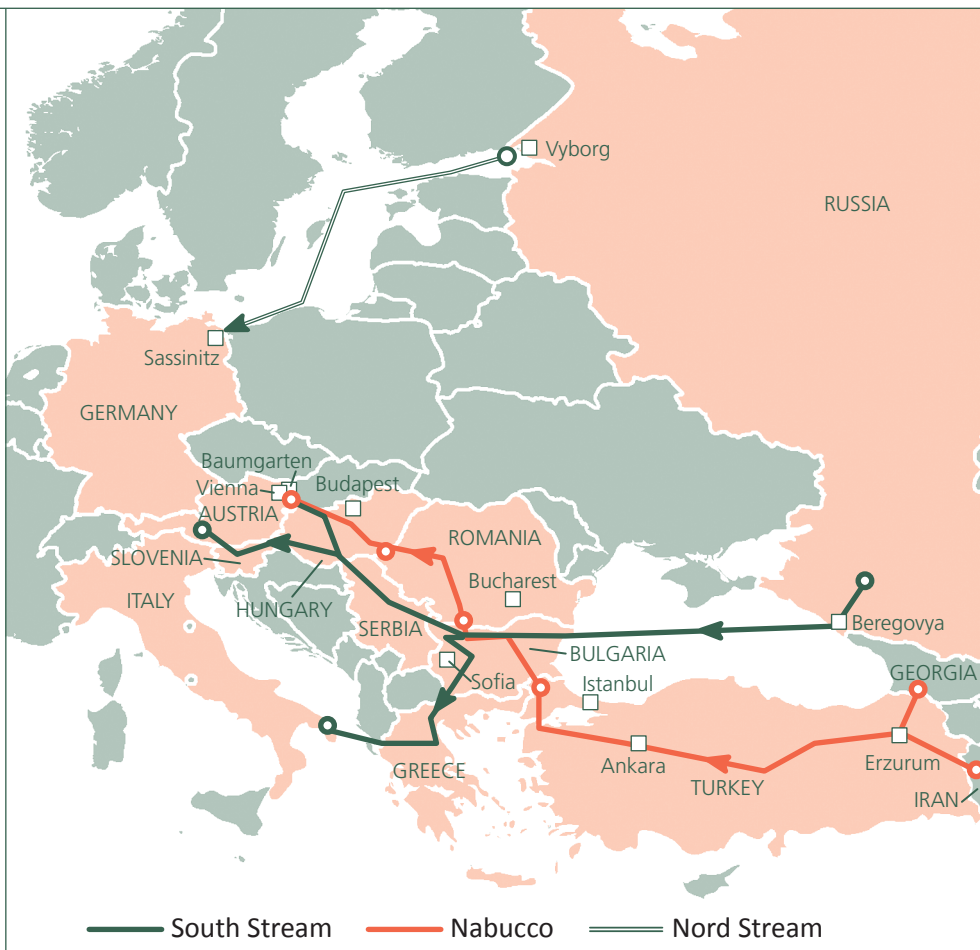 Vyborg
RUSSIA
Sassinitz
GERMANY
Baumgarten
Vienna
Budapest
AUSTRIA
ROMANIA
SLOVENIA
Bucharest
ITALY
HUNGARY
SERBIA
Beregovya
BULGARIA
Sofia
Istanbul
GEORGIA
Ankara
Erzurum
GREECE
TURKEY
IRAN
South Stream
Nabucco
Nord Stream